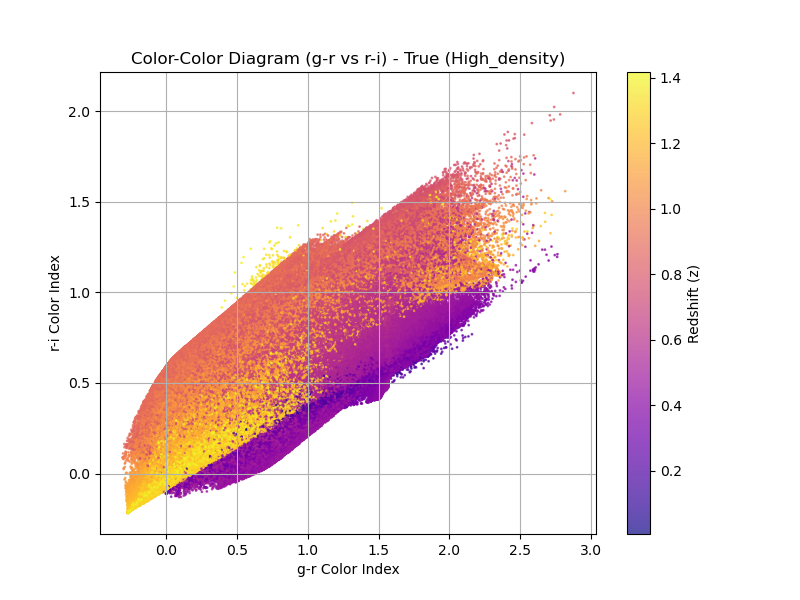 Color-Color Diagram (g-r vs r-i) - True (High_density)
2.0
1.5
1.0
0.5
0.0
r-i Color Index
0.0 0.5 1.0 1.5 2.0 2.5 3.0
g-r Color Index
1.4
1.2
1.0
0.8
0.6
0.4
0.2
Redshift (z)